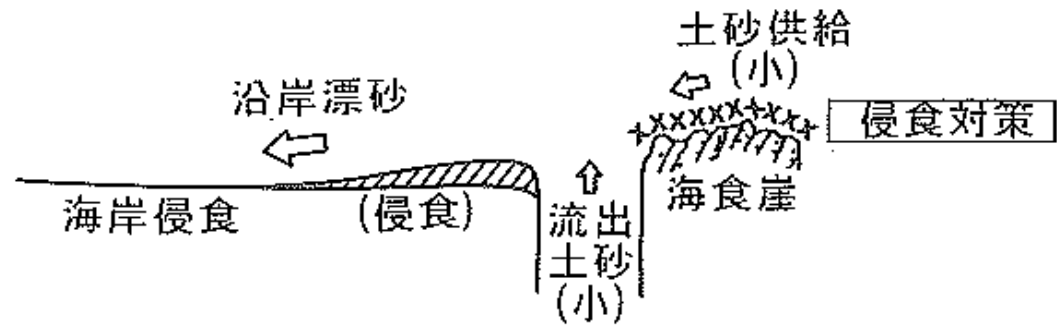 土砂供給
(小)
沿岸漂砂
侵食対策
海岸侵食
(侵食)
流出
土砂
(小)
海食崖